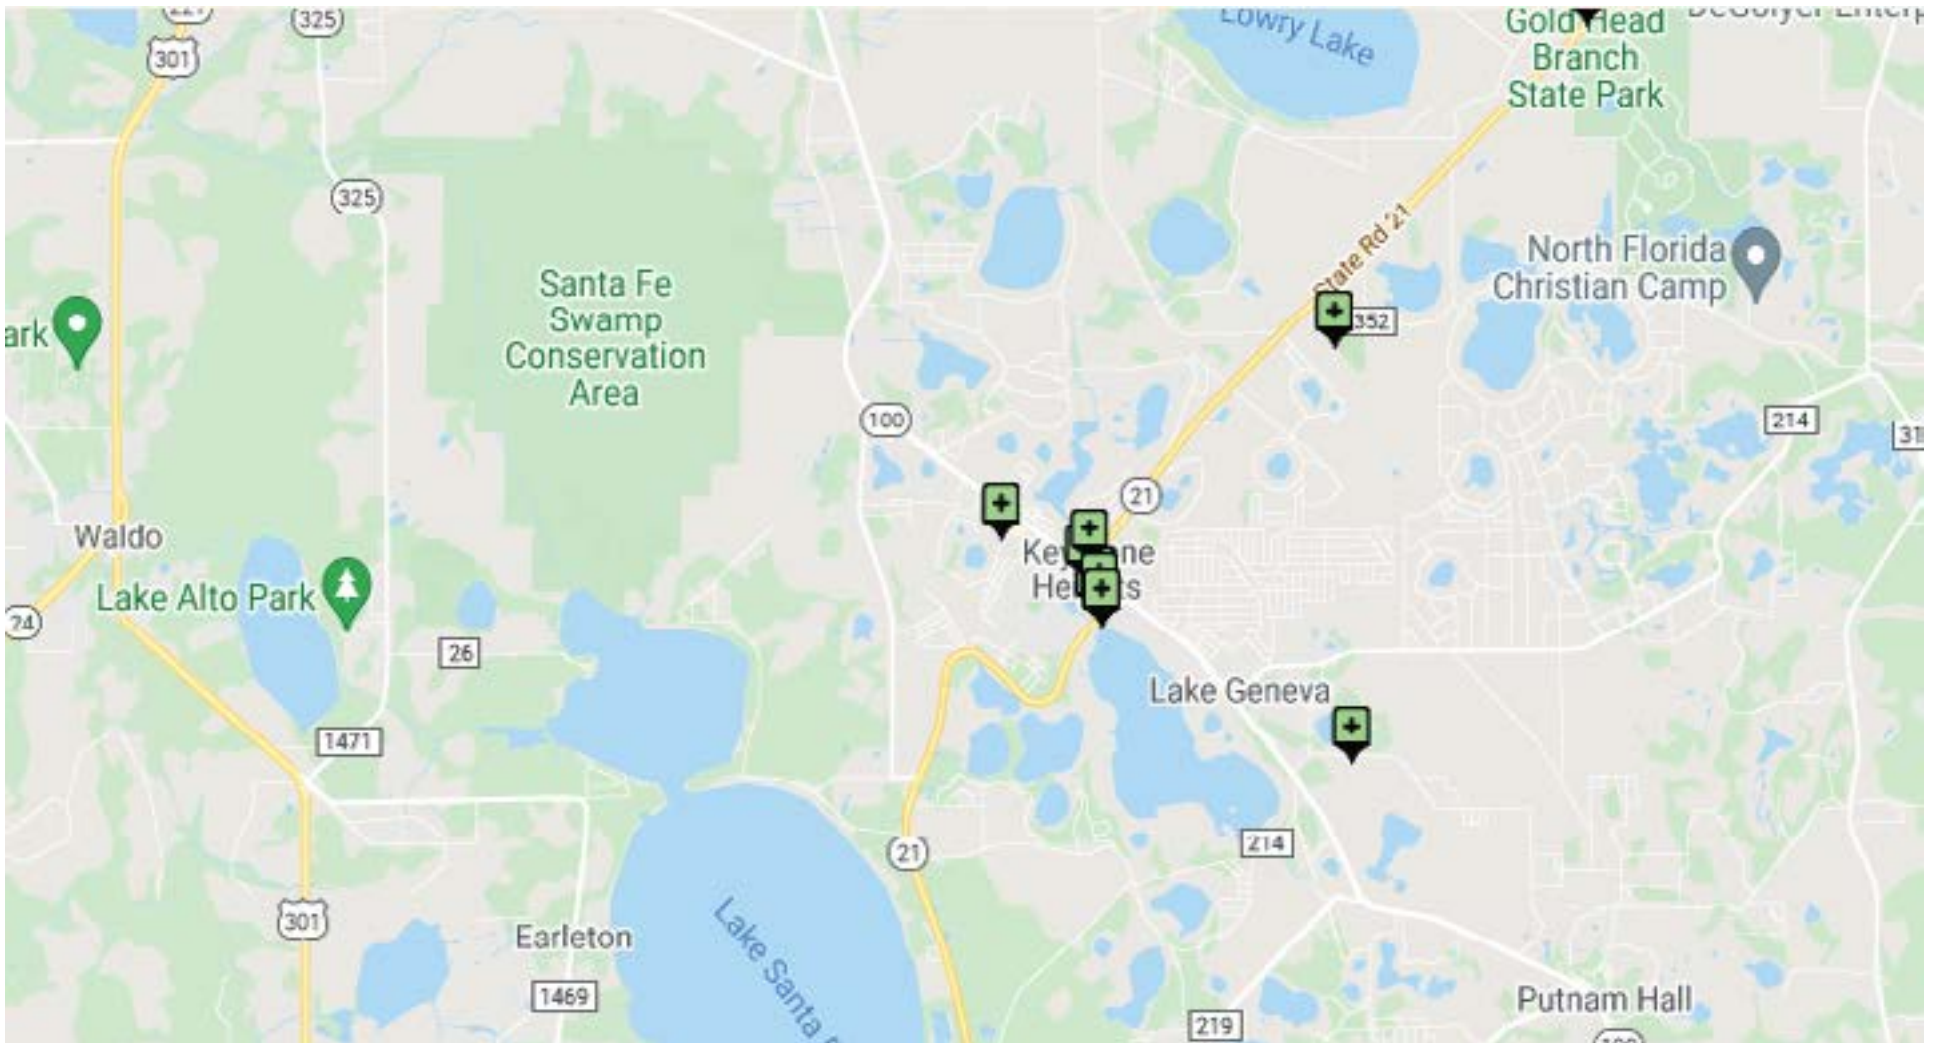 325
301
Lowry Lake
Gold Head
Branch
State Park
325
State Rd 21
North Florida
Christian Camp
Santa Fe
Swamp
Conservation
Area
ark
352
100
214
31
21
Waldo
Lake Alto Park
24
26
Lake Geneva
1471
214
21
301
Earleton
Lake Santa
1469
Putnam Hall
219